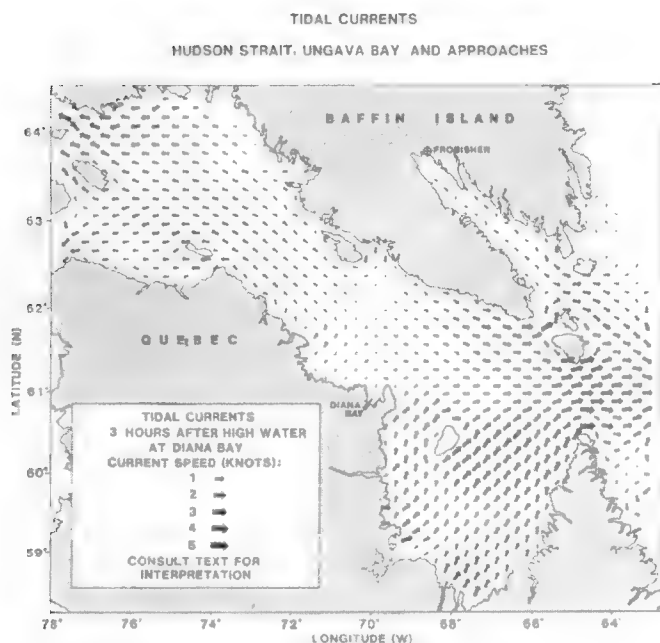 TIDAL CURRENTS
HUDSON STRAIT, UNGAVA BAY AND APPROACHES
BAFFIN ISLAND
FROBISHER
QUEBEC
DIANA
BAY
TIDAL CURRENTS
3 HOURS AFTER HIGH WATER
AT DIANA BAY
CURRENT SPEED (KNOTS):
1
2
3
4
5
CONSULT TEXT FOR
INTERPRETATION
LATITUDE (N)
64°
63
62
61
60
59
78° 76° 74° 72° 70° 68° 66° 64°
LONGITUDE (W)